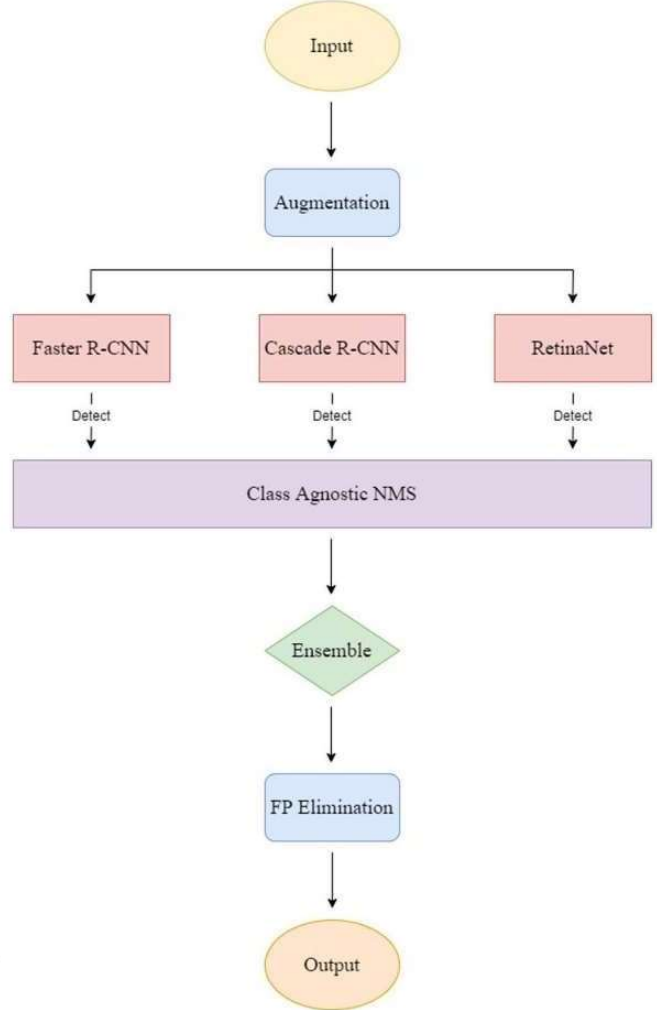 Input
Augmentation
Faster R-CNN
Cascade R-CNN
RetinaNet
Detect
Detect
Detect
Class Agnostic NMS
Ensemble
FP Elimination
Output